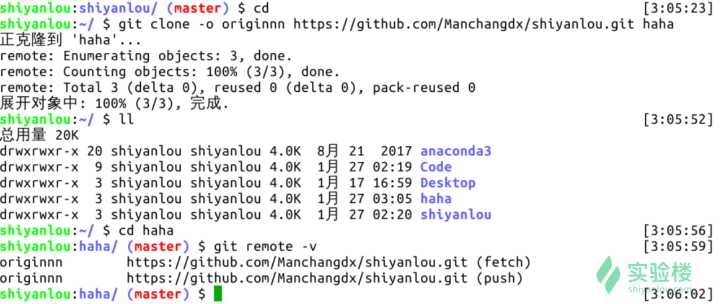 shiyanlou:shiyanlou/ (master) $ cd [3:05:23]
shiyanlou:~/ $ git clone -o originnn https://github.com/Manchangdx/shiyanlou.git haha
正克隆到 'haha'...
remote: Enumerating objects: 3, done.
remote: Counting objects: 100% (3/3), done.
remote: Total 3 (delta 0), reused 0 (delta 0), pack-reused 0
展开对象中: 100% (3/3), 完成.
shiyanlou:~/ $ ll [3:05:52]
总用量 20K
drwxrwxr-x 20 shiyanlou shiyanlou 4.0K 8月 21 2017 anaconda3
drwxrwxr-x 9 shiyanlou shiyanlou 4.0K 1月 27 02:19 Code
drwxrwxr-x 3 shiyanlou shiyanlou 4.0K 1月 17 16:59 Desktop
drwxrwxr-x 3 shiyanlou shiyanlou 4.0K 1月 27 03:05 haha
drwxrwxr-x 3 shiyanlou shiyanlou 4.0K 1月 27 02:20 shiyanlou
shiyanlou:~/ $ cd haha [3:05:56]
shiyanlou:haha/ (master) $ git remote -v [3:05:59]
originnn https://github.com/Manchangdx/shiyanlou.git (fetch)
originnn https://github.com/Manchangdx/shiyanlou.git (push)
shiyanlou:haha/ (master) $ [3:06:02]
实验楼
shiyanlou.com